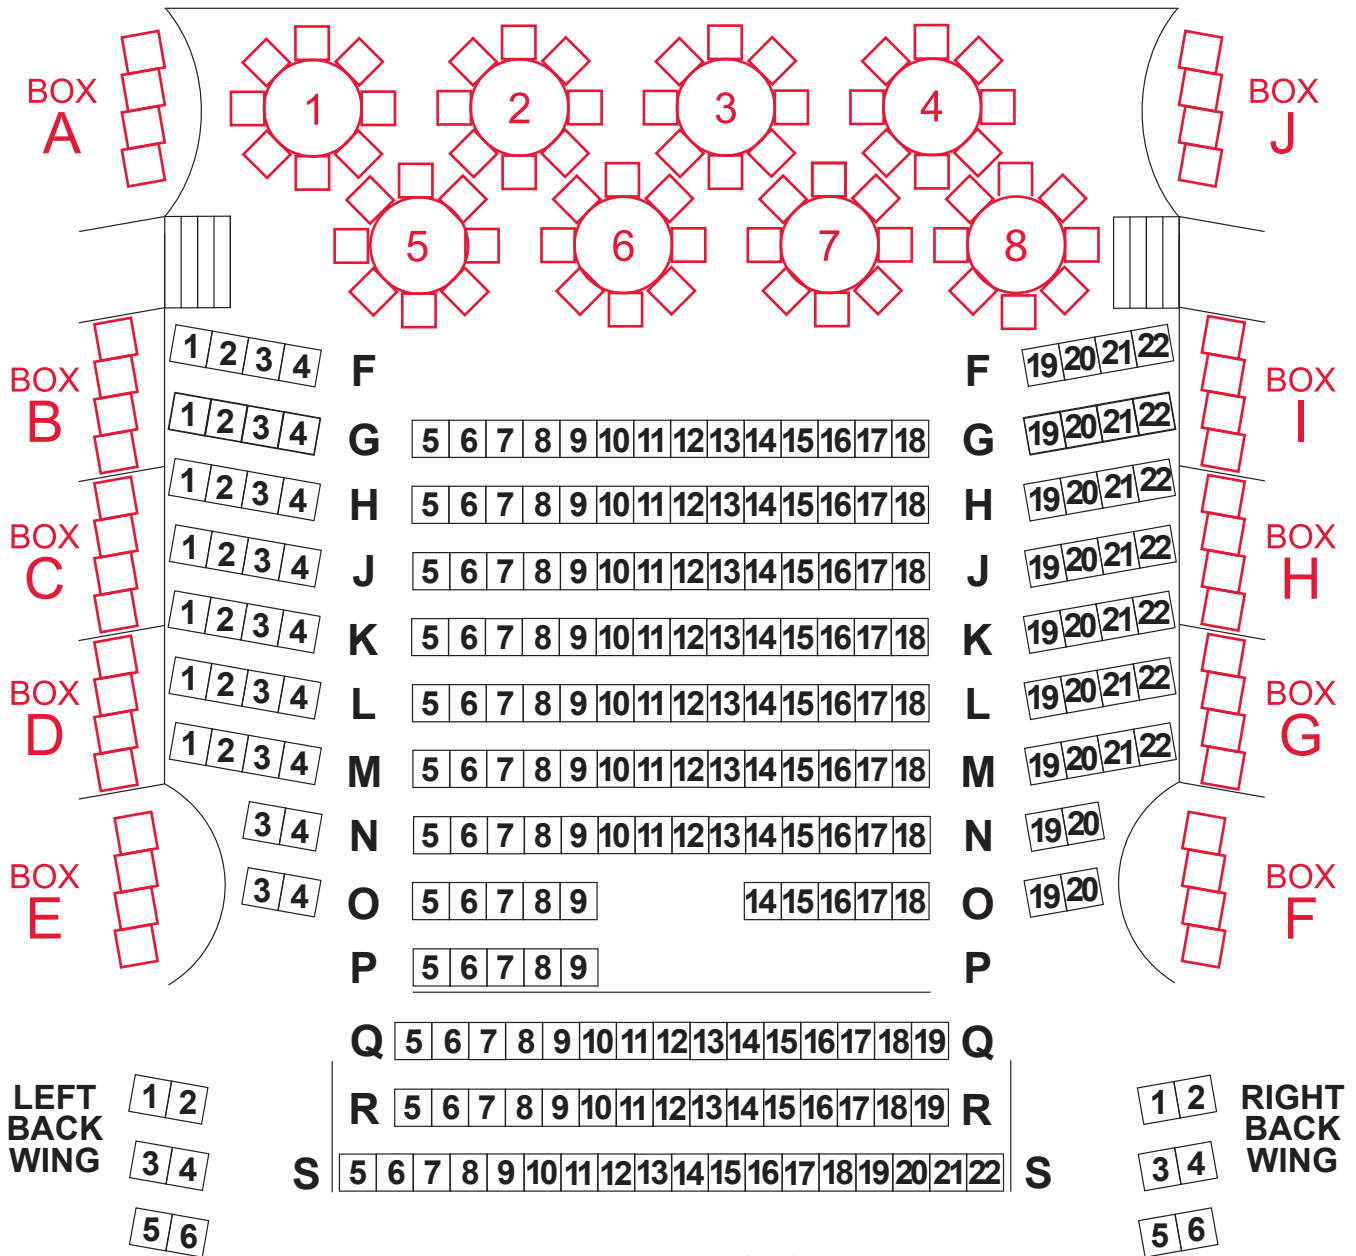 1 2 3 4
BOX A
BOX J
5 6 7 8
1 2 3 4 F F 19 20 21 22
BOX B
BOX I
1 2 3 4 G 5 6 7 8 9 10 11 12 13 14 15 16 17 18 G 19 20 21 22
1 2 3 4 H 5 6 7 8 9 10 11 12 13 14 15 16 17 18 H 19 20 21 22
BOX C
BOX H
1 2 3 4 J 5 6 7 8 9 10 11 12 13 14 15 16 17 18 J 19 20 21 22
1 2 3 4 K 5 6 7 8 9 10 11 12 13 14 15 16 17 18 K 19 20 21 22
BOX D
BOX G
1 2 3 4 L 5 6 7 8 9 10 11 12 13 14 15 16 17 18 L 19 20 21 22
1 2 3 4 M 5 6 7 8 9 10 11 12 13 14 15 16 17 18 M 19 20 21 22
3 4 N 5 6 7 8 9 10 11 12 13 14 15 16 17 18 N 19 20
BOX E
BOX F
3 4 O 5 6 7 8 9 14 15 16 17 18 O 19 20
P 5 6 7 8 9 P
Q 5 6 7 8 9 10 11 12 13 14 15 16 17 18 19 Q
LEFT
BACK
WING
1 2
3 4
5 6
R 5 6 7 8 9 10 11 12 13 14 15 16 17 18 19 R
S 5 6 7 8 9 10 11 12 13 14 15 16 17 18 19 20 21 22 S
1 2
3 4
5 6
RIGHT
BACK
WING